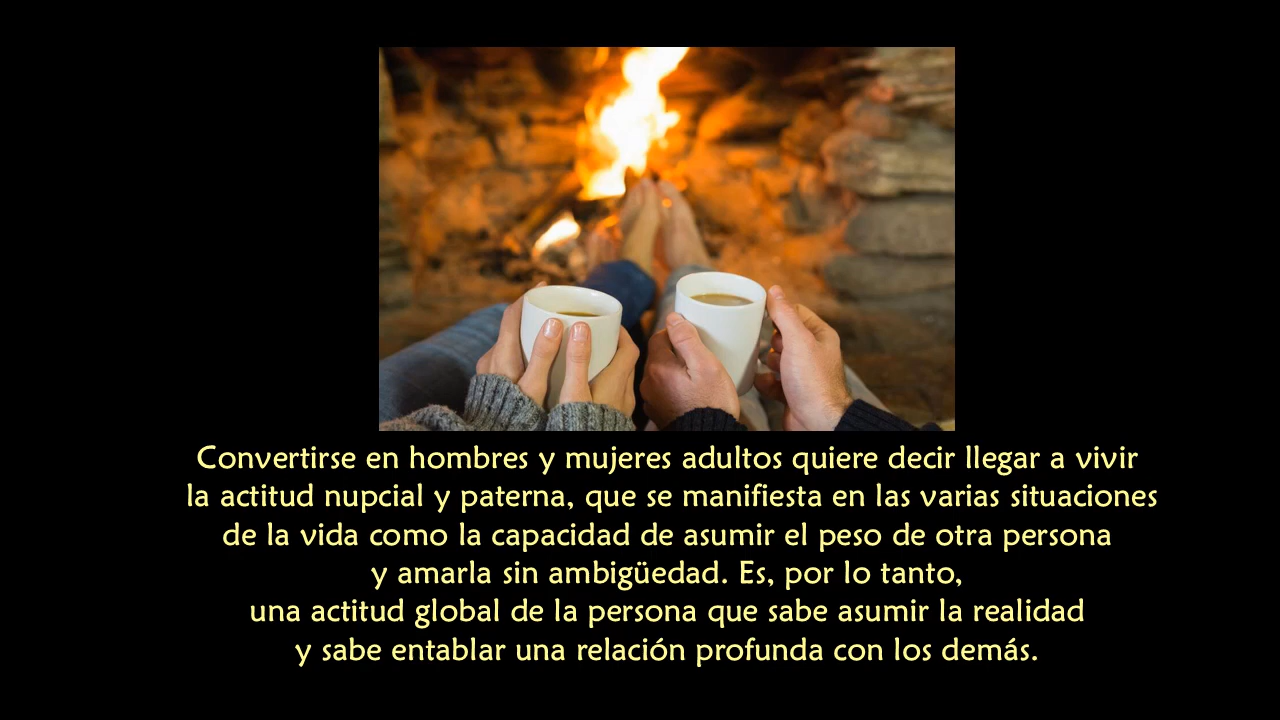 Convertirse en hombres y mujeres adultos quiere decir llegar a vivir
la actitud nupcial y paterna, que se manifiesta en las varias situaciones
de la vida como la capacidad de asumir el peso de otra persona
y amarla sin ambigüedad. Es, por lo tanto,
una actitud global de la persona que sabe asumir la realidad
y sabe entablar una relación profunda con los demás.